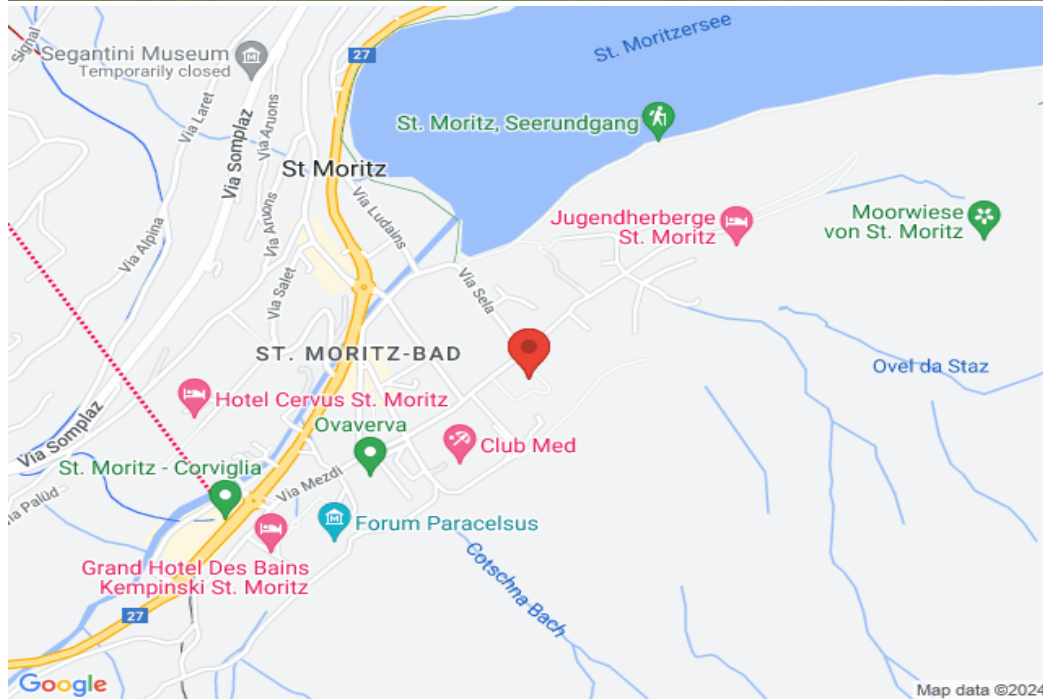 Signal
Segantini Museum
Temporarily closed
27
St. Moritzersee
Via Laret
Via Aruons
Via Somplaz
St. Moritz, Seerundgang
St Moritz
Via Ludains
Via Aruons
Via Alpina
Via Salet
Jugendherberge
St. Moritz
Moorwiese
von St. Moritz
Via Sela
ST. MORITZ-BAD
Ovel da Staz
Hotel Cervus St. Moritz
Via Somplaz
Ovaverva
Club Med
St. Moritz - Corviglia
Via Mezdi
Palüd
Forum Paracelsus
Grand Hotel Des Bains
Kempinski St. Moritz
Cotschna-Bach
27
Google
Map data ©2024